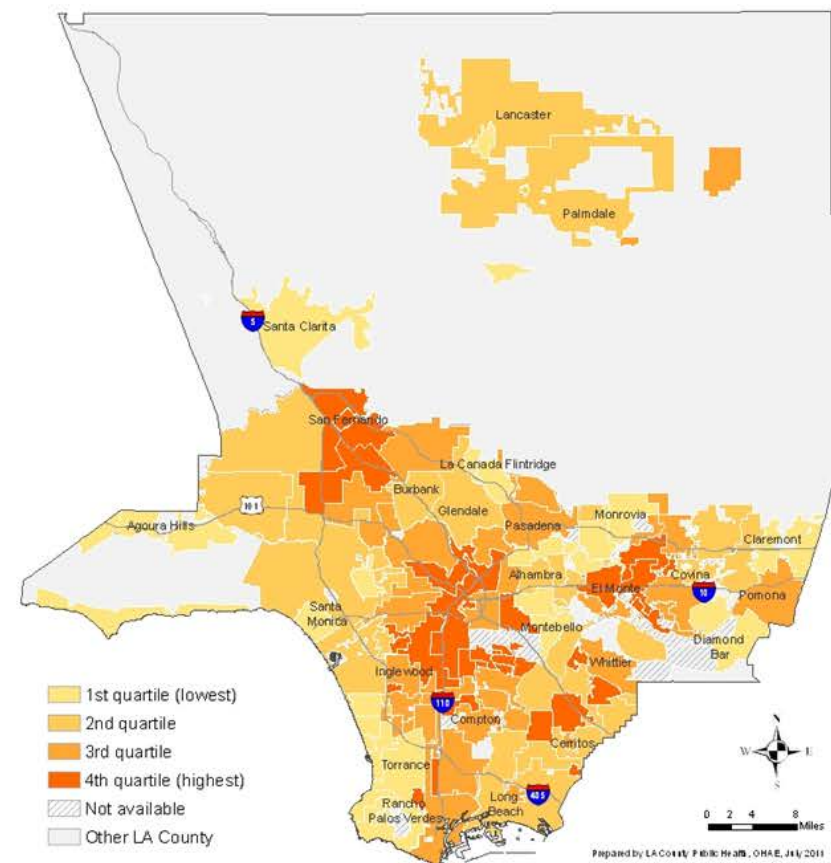 Lancaster
Palmdale
5
Santa Clarita
San Fernando
La Canada Flintridge
Burbank
101
Glendale
Pasadena
Monrovia
Agoura Hills
Claremont
Alhambra
El Monte
Covina
10
Pomona
Santa
Monica
Montebello
Diamond
Bar
Whittier
Inglewood
110
Compton
Cerritos
Torrance
Rancho
Palos Verdes
Long
Beach
405
1st quartile (lowest)
2nd quartile
3rd quartile
4th quartile (highest)
Not available
Other LA County
N
W E
S
0 2 4 8
Miles
Prepared by LA County Public Health, OHAE, July 2011